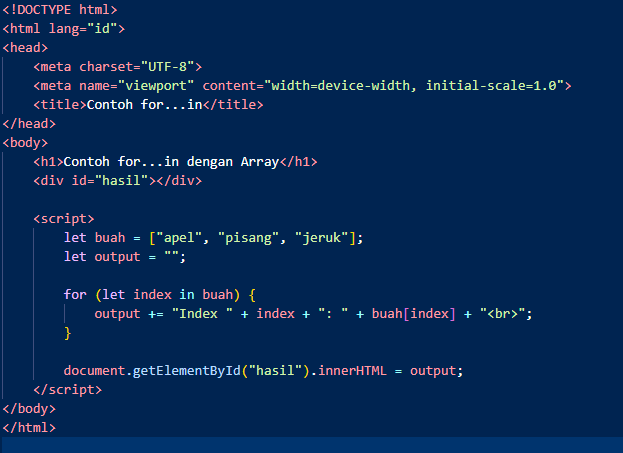 <!DOCTYPE html>
<html lang="id">
<head>
    <meta charset="UTF-8">
    <meta name="viewport" content="width=device-width, initial-scale=1.0">
    <title>Contoh for...in</title>
</head>
<body>
    <h1>Contoh for...in dengan Array</h1>
    <div id="hasil"></div>

    <script>
        let buah = ["apel", "pisang", "jeruk"];
        let output = "";

        for (let index in buah) {
            output += "Index " + index + ": " + buah[index] + "<br>";
        }

        document.getElementById("hasil").innerHTML = output;
    </script>
</body>
</html>